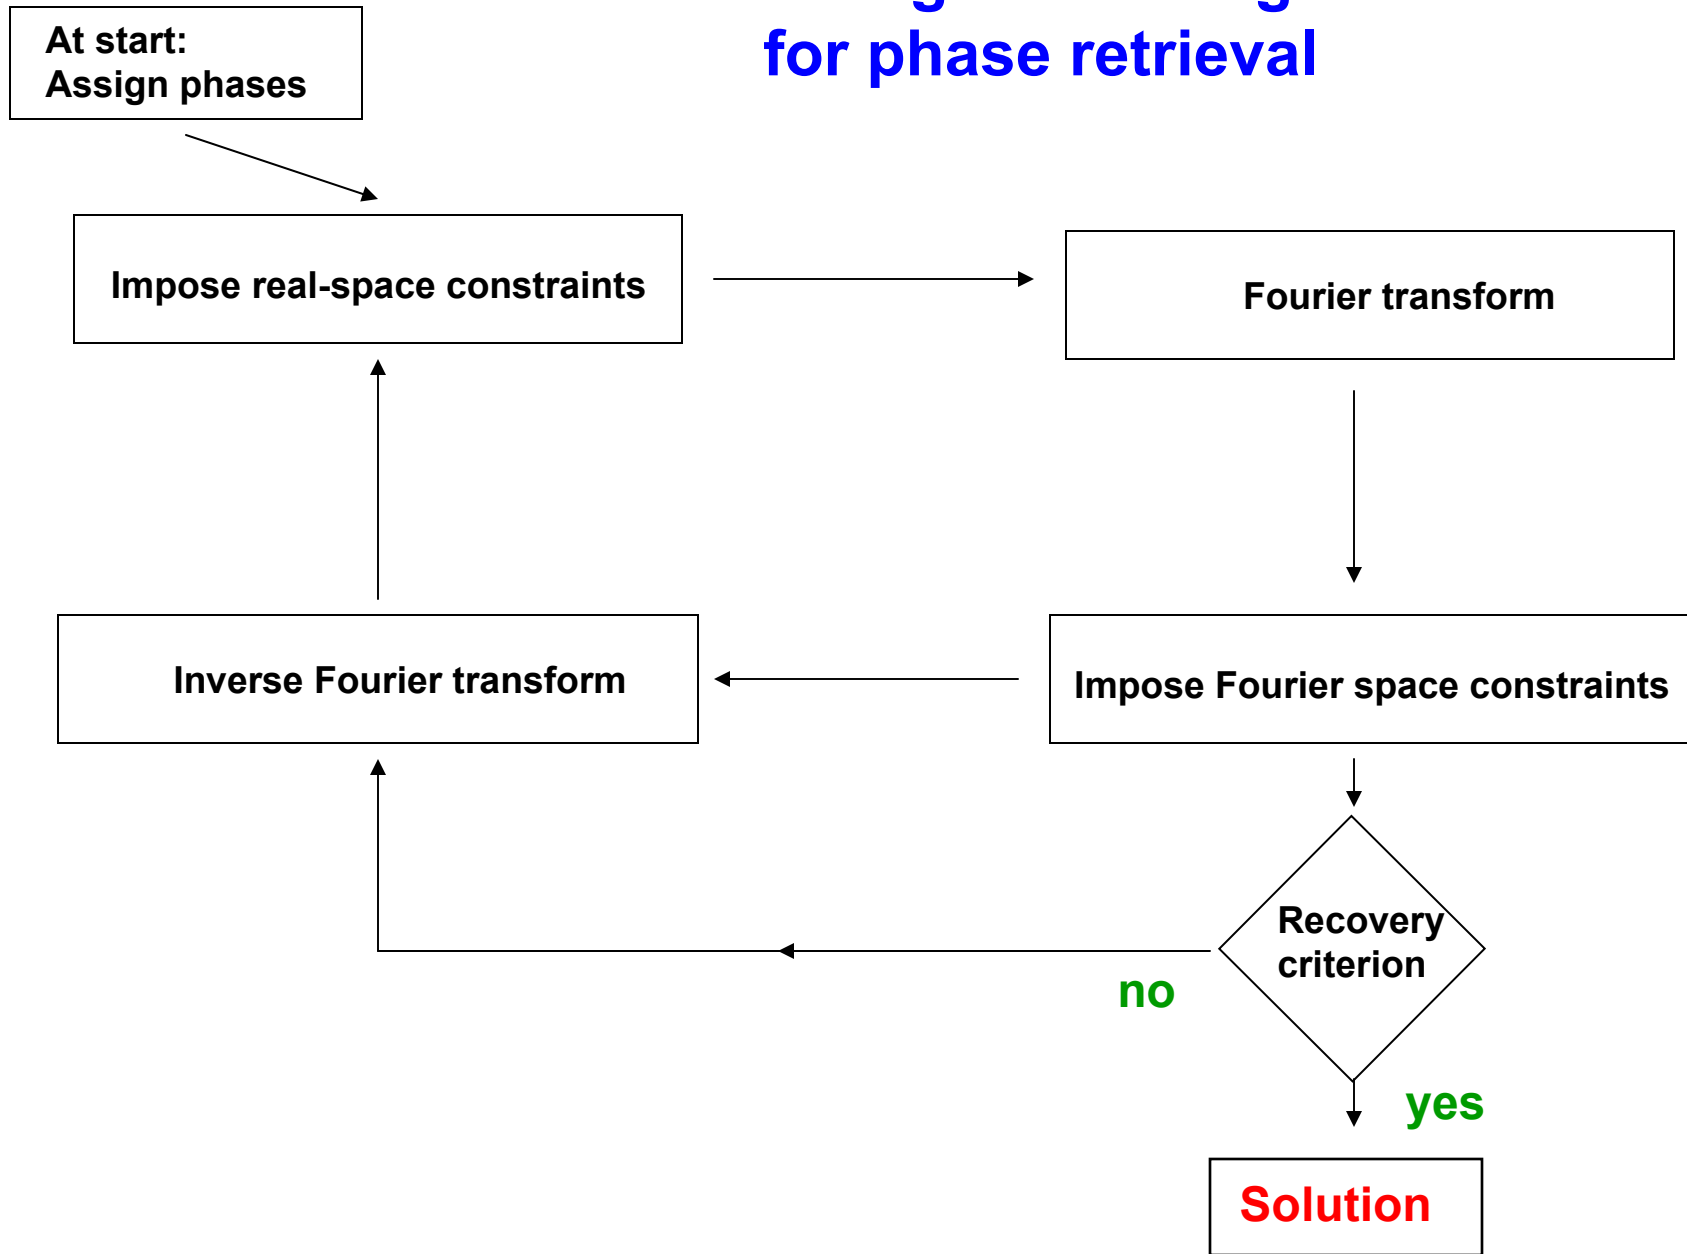 for phase retrieval
At start:
Assign phases
Impose real-space constraints
Fourier transform
Inverse Fourier transform
Impose Fourier space constraints
Recovery
criterion
no
yes
Solution